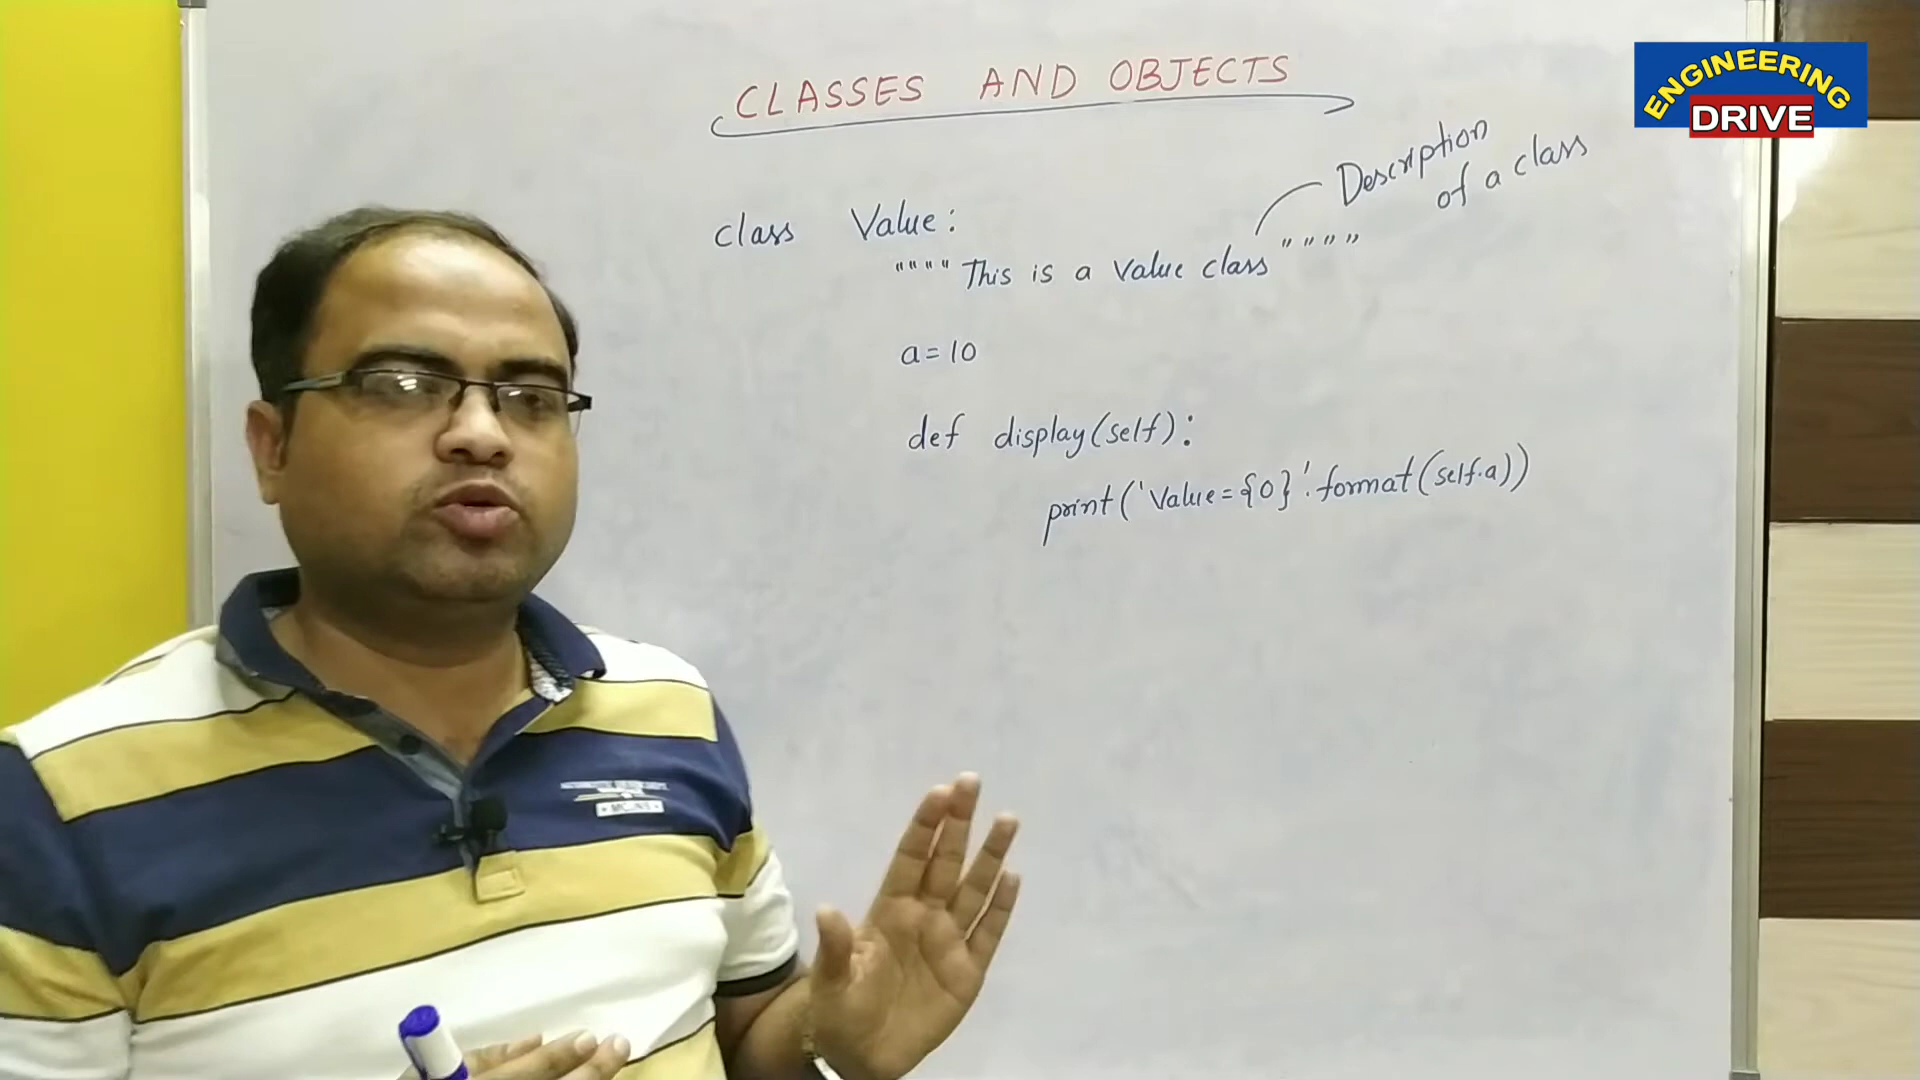 CLASSES AND OBJECTS
ENGINEERING
DRIVE
Description
of a class
class Value:
"""" This is a value class """"
a=10
def display(self):
print('Value={0}'.format(self.a))